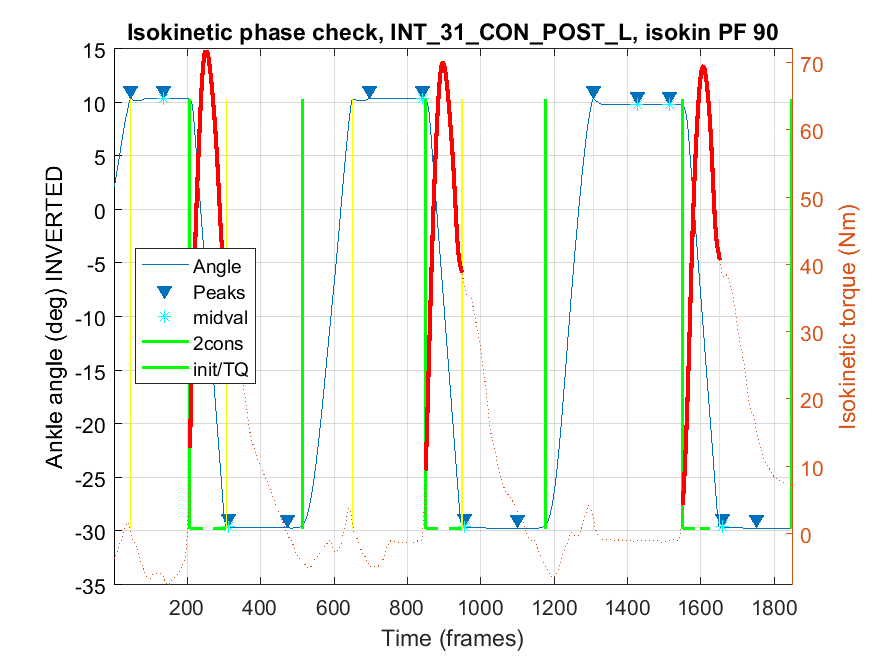 Isokinetic phase check, INT_31_CON_POST_L, isokin PF 90
Ankle angle (deg) INVERTED
15
10
5
0
-5
-10
-15
-20
-25
-30
-35
Angle
Peaks
midval
2cons
init/TQ
70
60
50
40
30
20
10
0
Isokinetic torque (Nm)
200 400 600 800 1000 1200 1400 1600 1800
Time (frames)